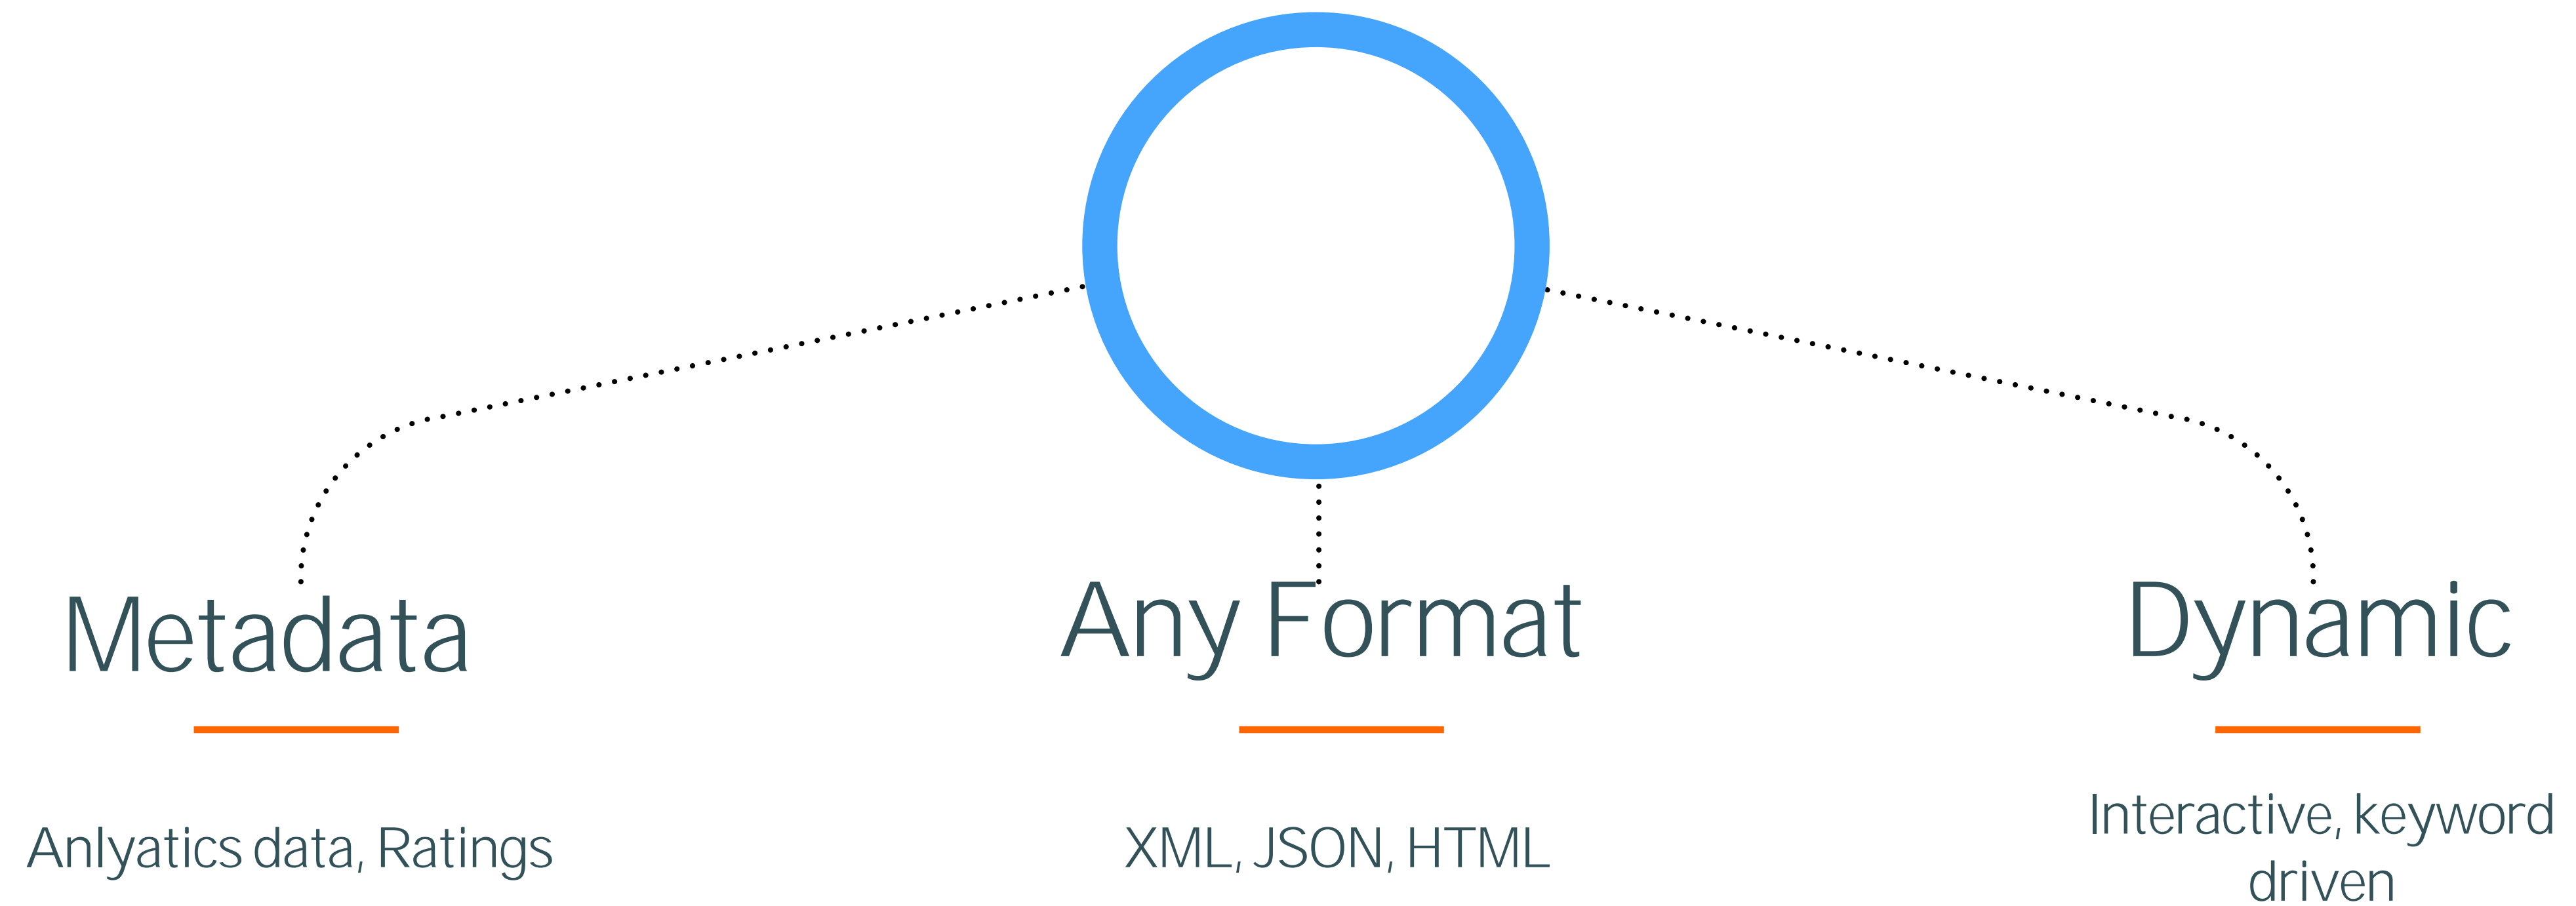 Metadata
Any Format
Dynamic
Anlyatics data, Ratings
XML, JSON, HTML
Interactive, keyword
driven